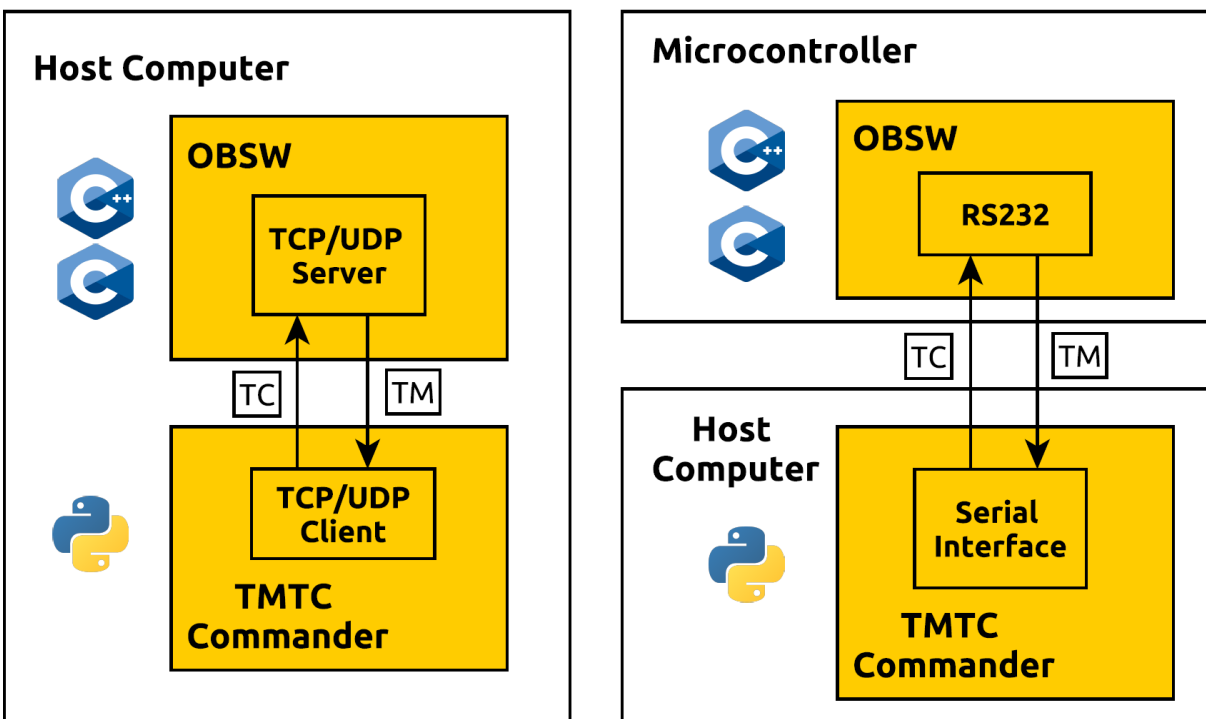 Host Computer
OBSW
C++
C
TCP/UDP
Server
TC
TM
TCP/UDP
Client
TMTC
Commander
Microcontroller
OBSW
C++
C
RS232
TC
TM
Host
Computer
Serial
Interface
TMTC
Commander